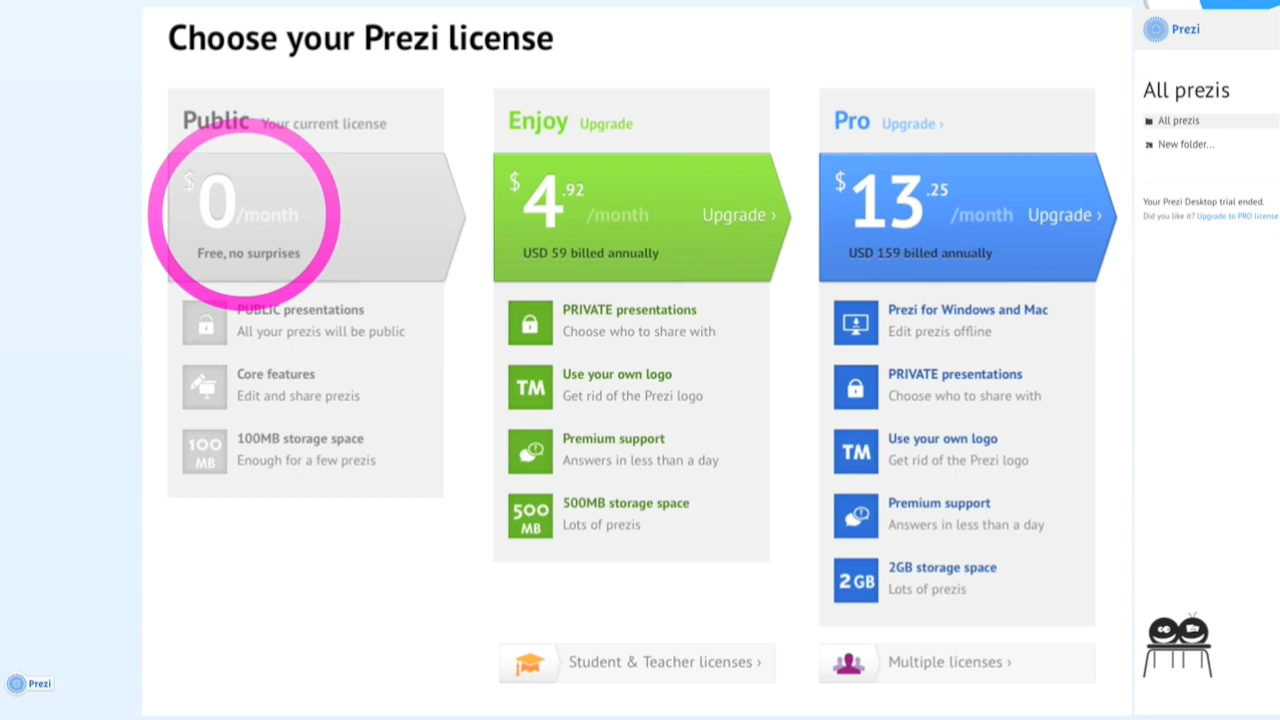 Choose your Prezi license
Public Your current license
$0/month
Free, no surprises
PUBLIC presentations
All your prezis will be public
Core features
Edit and share prezis
100 MB
100MB storage space
Enough for a few prezis
Enjoy Upgrade
$4.92 /month Upgrade ›
USD 59 billed annually
PRIVATE presentations
Choose who to share with
TM
Use your own logo
Get rid of the Prezi logo
Premium support
Answers in less than a day
500 MB
500MB storage space
Lots of prezis
Student & Teacher licenses ›
Pro Upgrade ›
$13.25 /month Upgrade ›
USD 159 billed annually
Prezi for Windows and Mac
Edit prezis offline
PRIVATE presentations
Choose who to share with
TM
Use your own logo
Get rid of the Prezi logo
Premium support
Answers in less than a day
2 GB
2GB storage space
Lots of prezis
Multiple licenses ›
Prezi
All prezis
All prezis
New folder...
Your Prezi Desktop trial ended.
Did you like it? Upgrade to PRO license
Prezi